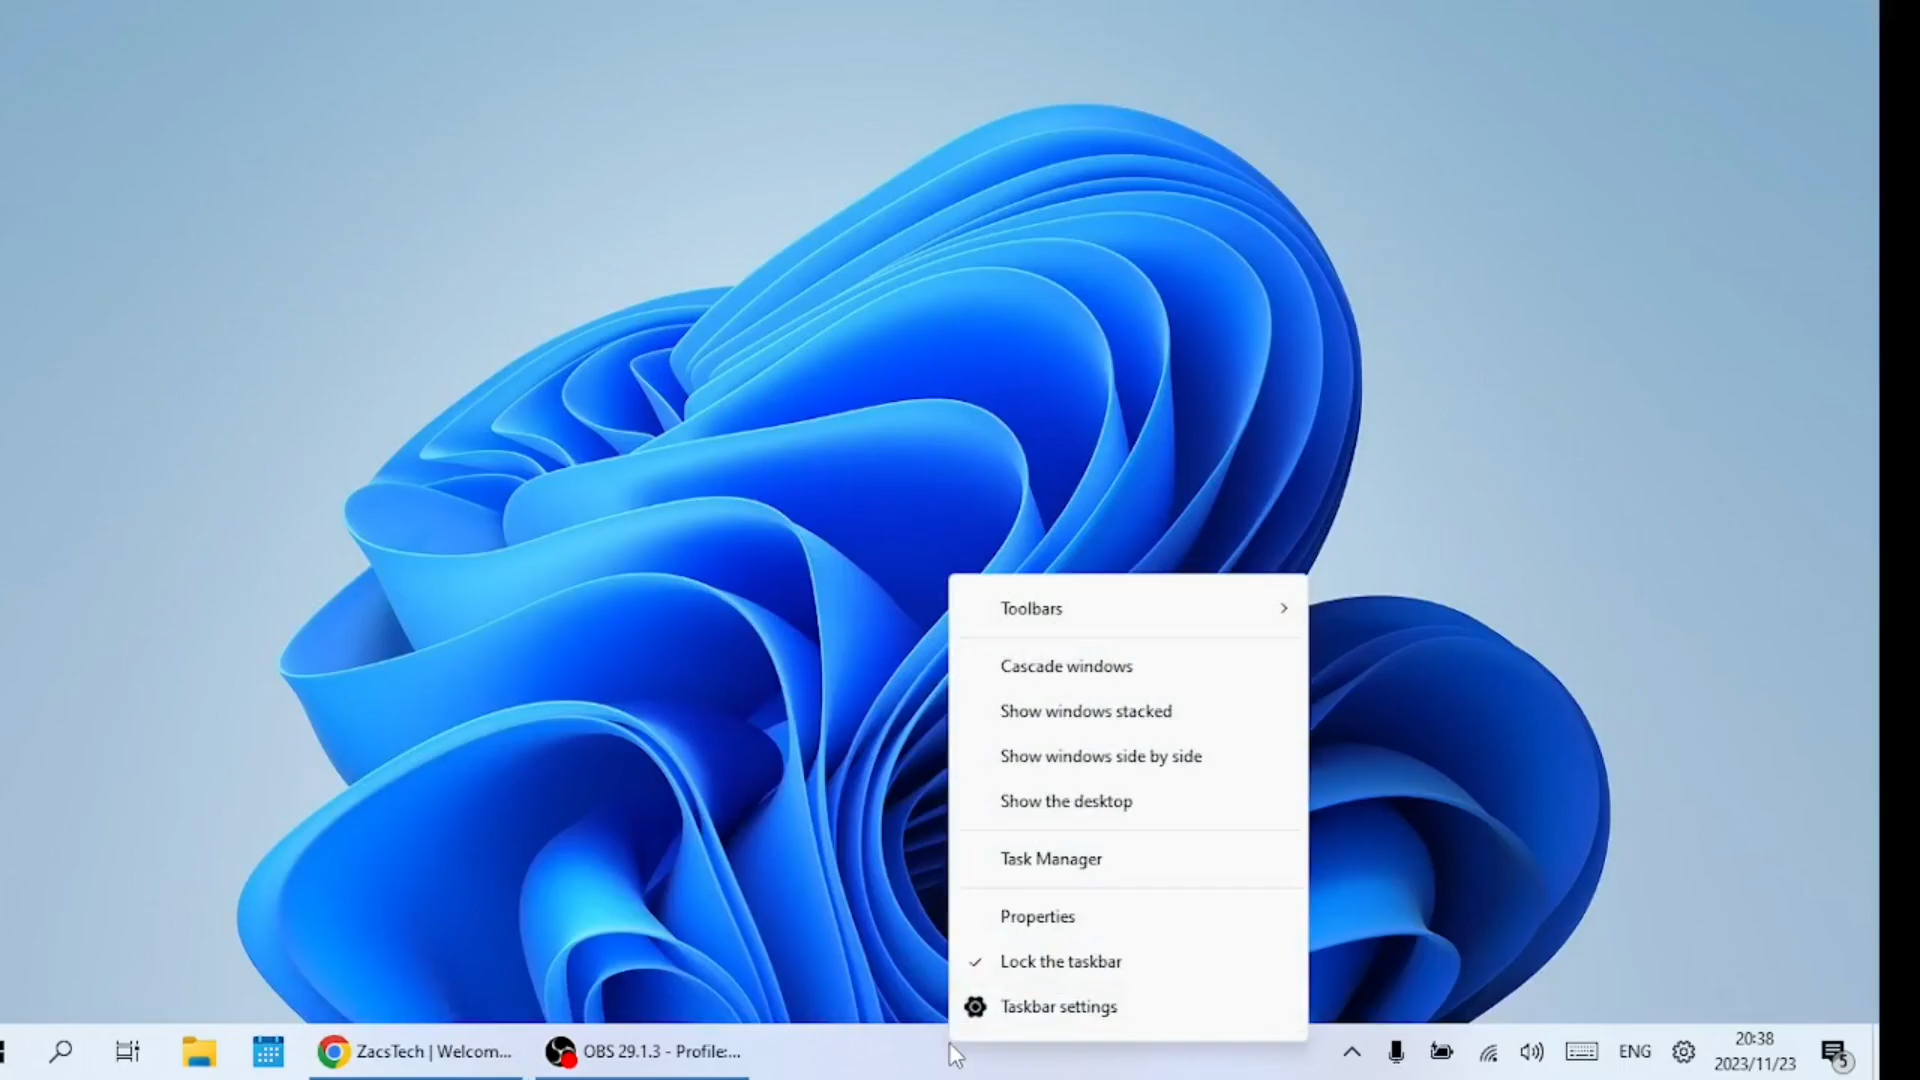 Toolbars
Cascade windows
Show windows stacked
Show windows side by side
Show the desktop
Task Manager
Properties
Lock the taskbar
Taskbar settings
ZacsTech | Welcom...
OBS 29.1.3 - Profile:...
ENG
20:38
2023/11/23
5